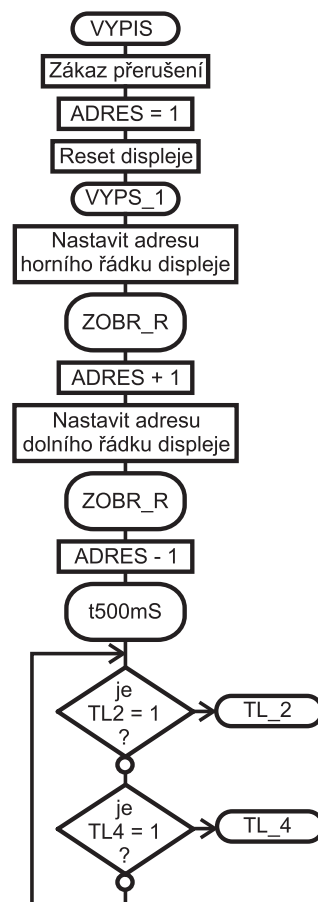 VYPIS
Zákaz přerušení
ADRES = 1
Reset displeje
VYPS_1
Nastavit adresu
horního řádku displeje
ZOBR_R
ADRES + 1
Nastavit adresu
dolního řádku displeje
ZOBR_R
ADRES - 1
t500mS
je
TL2 = 1
?
TL_2
je
TL4 = 1
?
TL_4